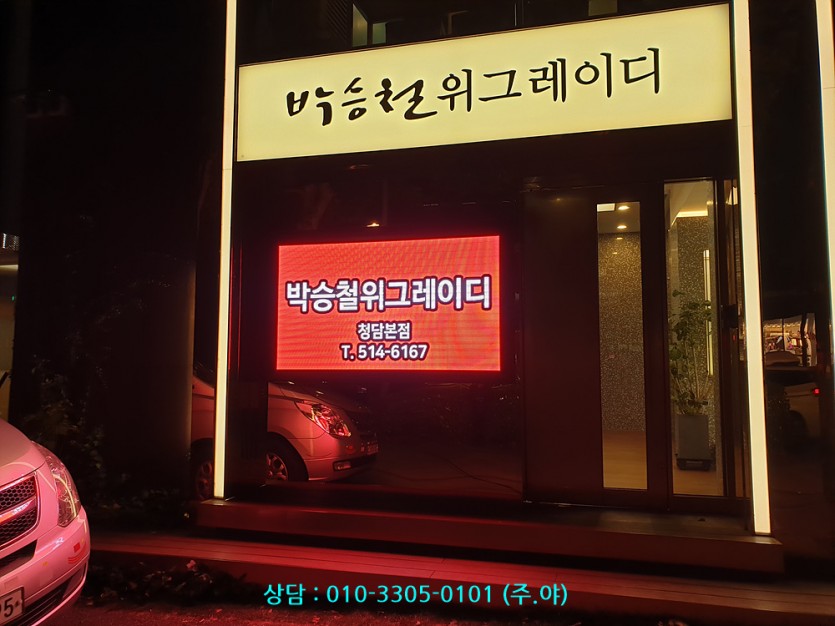 박승철위그레이디
박승철위그레이디
청담본점
T. 514-6167
5
상담 : 010-3305-0101 (주.야)